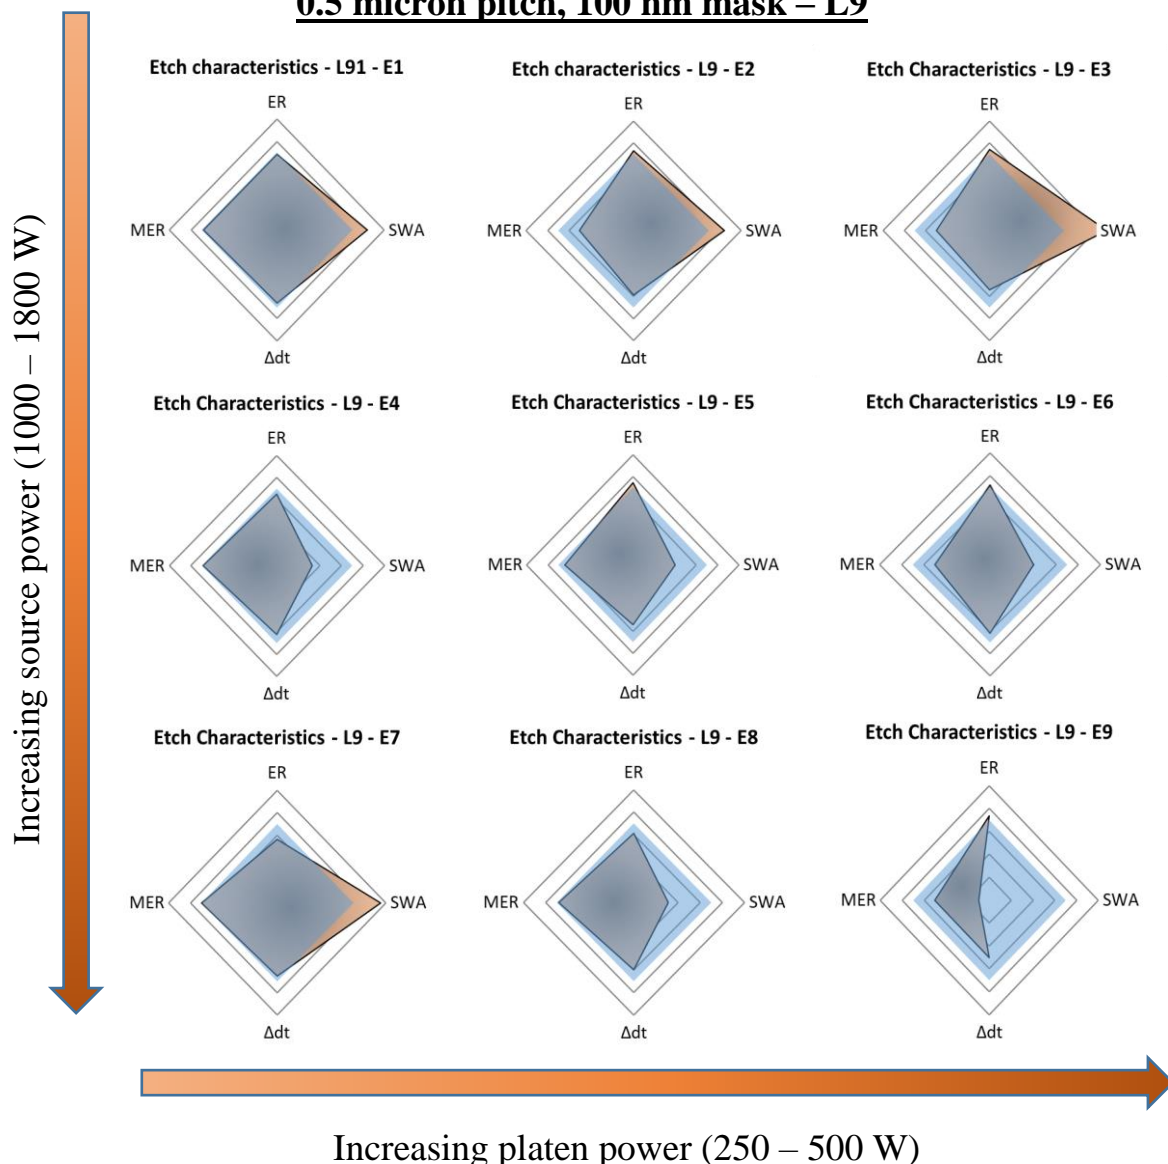 0.5 micron pitch, 100 nm mask – L9
Increasing source power (1000 – 1800 W)
Etch characteristics - L91 - E1
ER
MER
SWA
Δdt
Etch characteristics - L9 - E2
ER
MER
SWA
Δdt
Etch Characteristics - L9 - E3
ER
MER
SWA
Δdt
Etch Characteristics - L9 - E4
ER
MER
SWA
Δdt
Etch Characteristics - L9 - E5
ER
MER
SWA
Δdt
Etch Characteristics - L9 - E6
ER
MER
SWA
Δdt
Etch Characteristics - L9 - E7
ER
MER
SWA
Δdt
Etch Characteristics - L9 - E8
ER
MER
SWA
Δdt
Etch Characteristics - L9 - E9
ER
MER
SWA
Δdt
Increasing platen power (250 – 500 W)